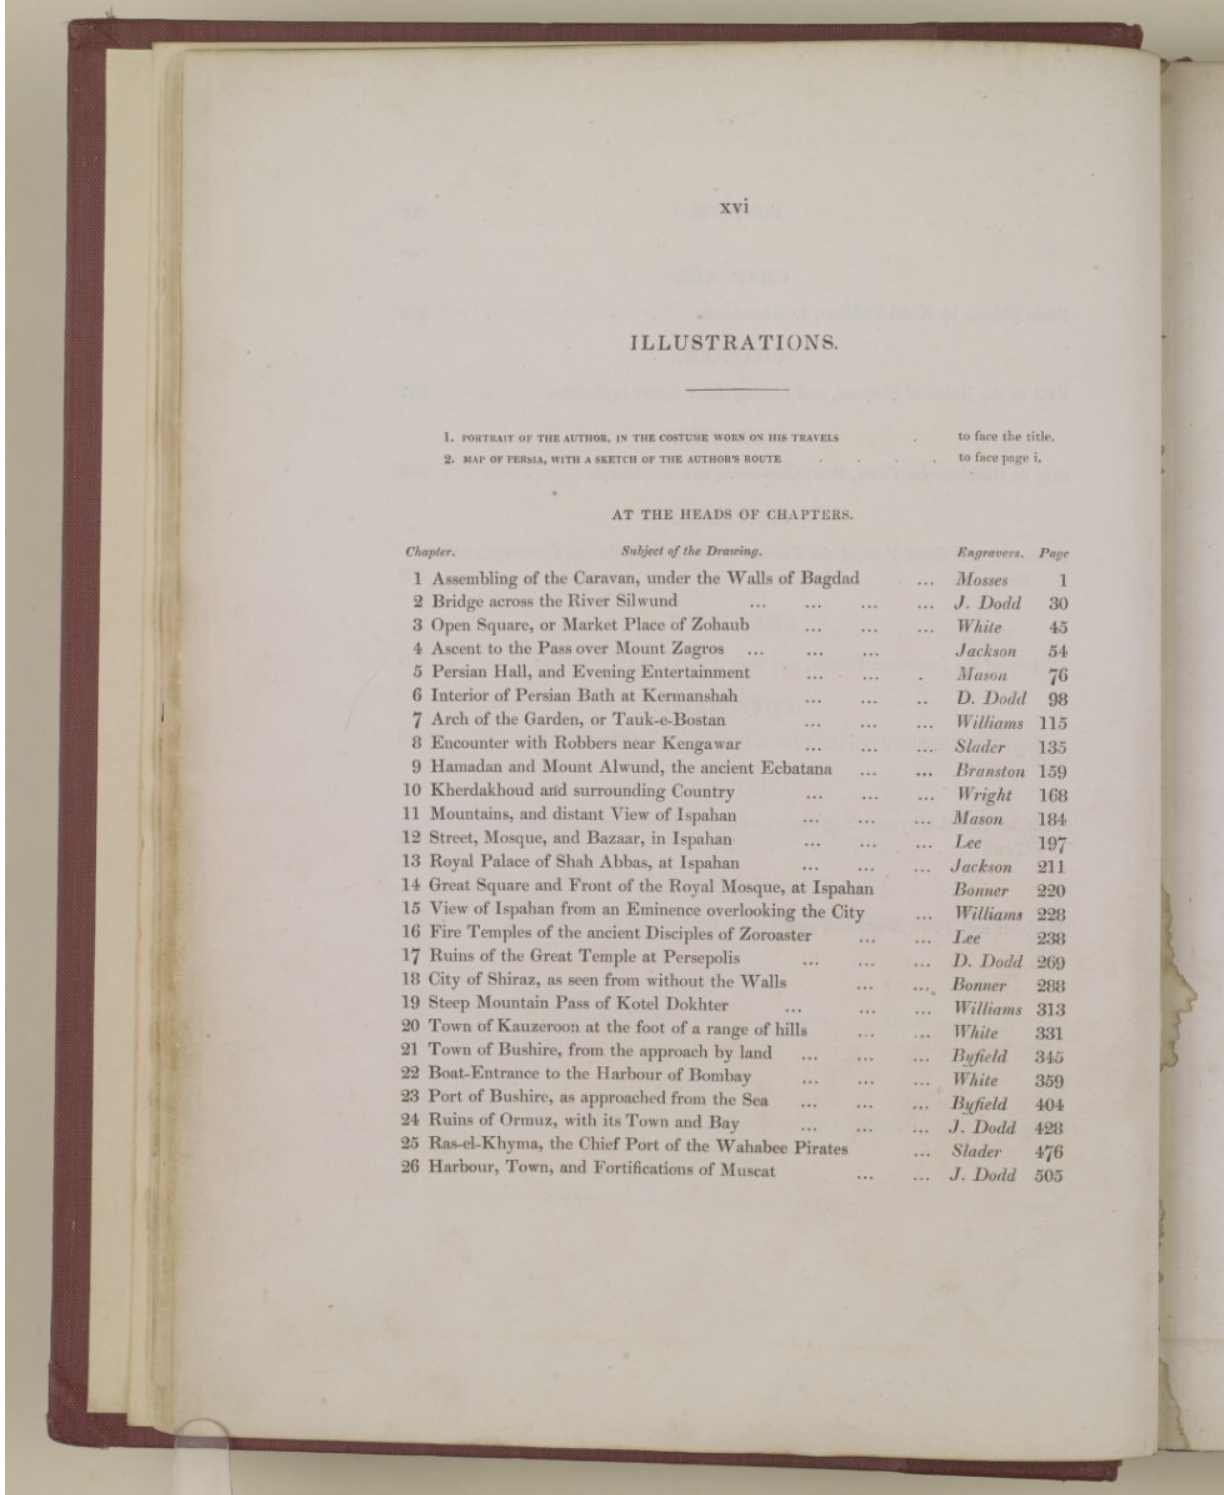 xvi
ILLUSTRATIONS.
1. PORTRAIT OF THE AUTHOR, IN THE COSTUME WORN ON HIS TRAVELS . to face the title.
2. MAP OF PERSIA, WITH A SKETCH OF THE AUTHOR'S ROUTE . . . . to face page i.
AT THE HEADS OF CHAPTERS.
Chapter. Subject of the Drawing. Engravers. Page
1 Assembling of the Caravan, under the Walls of Bagdad ... Mosses 1
2 Bridge across the River Silwund ... ... ... ... J. Dodd 30
3 Open Square, or Market Place of Zohaub ... ... ... White 45
4 Ascent to the Pass over Mount Zagros ... ... ... Jackson 54
5 Persian Hall, and Evening Entertainment ... ... . Mason 76
6 Interior of Persian Bath at Kermanshah ... ... .. D. Dodd 98
7 Arch of the Garden, or Tauk-e-Bostan ... ... ... Williams 115
8 Encounter with Robbers near Kengawar ... ... ... Slader 135
9 Hamadan and Mount Alwund, the ancient Ecbatana ... ... Branston 159
10 Kherdakhoud and surrounding Country ... ... ... Wright 168
11 Mountains, and distant View of Ispahan ... ... ... Mason 184
12 Street, Mosque, and Bazaar, in Ispahan ... ... ... Lee 197
13 Royal Palace of Shah Abbas, at Ispahan ... ... ... Jackson 211
14 Great Square and Front of the Royal Mosque, at Ispahan Bonner 220
15 View of Ispahan from an Eminence overlooking the City ... Williams 228
16 Fire Temples of the ancient Disciples of Zoroaster ... ... Lee 238
17 Ruins of the Great Temple at Persepolis ... ... ... D. Dodd 269
18 City of Shiraz, as seen from without the Walls ... ... Bonner 288
19 Steep Mountain Pass of Kotel Dokhter ... ... ... Williams 313
20 Town of Kauzeroon at the foot of a range of hills ... ... White 331
21 Town of Bushire, from the approach by land ... ... ... Byfield 345
22 Boat-Entrance to the Harbour of Bombay ... ... ... White 359
23 Port of Bushire, as approached from the Sea ... ... ... Byfield 404
24 Ruins of Ormuz, with its Town and Bay ... ... ... J. Dodd 428
25 Ras-el-Khyma, the Chief Port of the Wahabee Pirates ... Slader 476
26 Harbour, Town, and Fortifications of Muscat ... ... J. Dodd 505